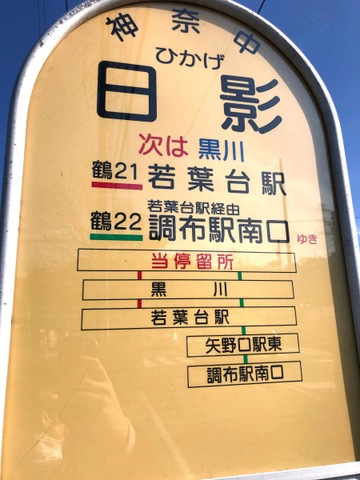 神奈中
ひかげ
日影
次は 黒川
鶴21 若葉台駅
若葉台駅経由
鶴22 調布駅南口 ゆき
当停留所
黒川
若葉台駅
矢野口駅東
調布駅南口